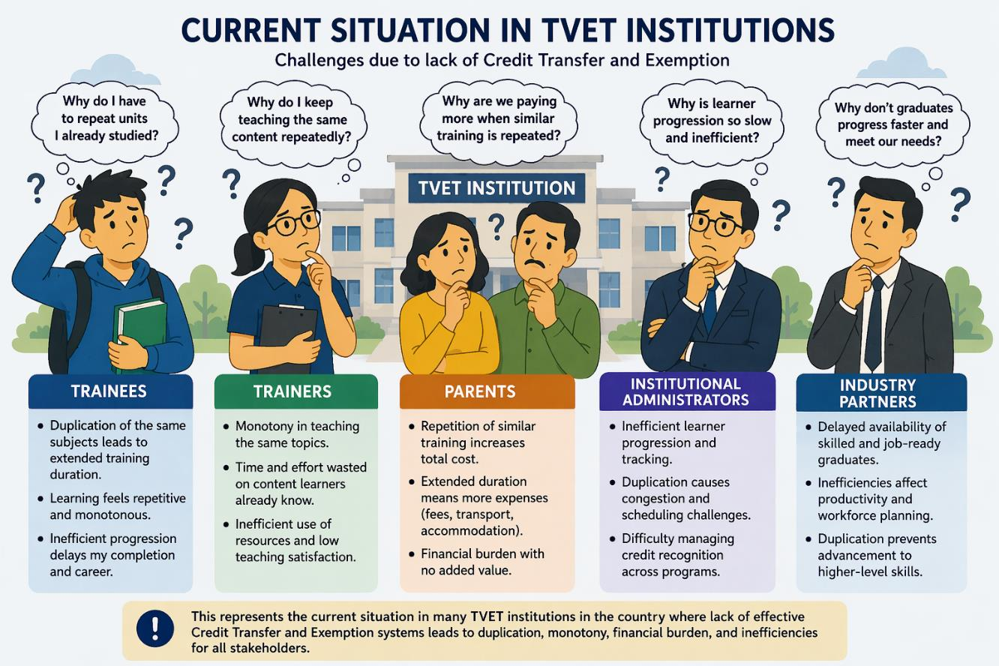 CURRENT SITUATION IN TVET INSTITUTIONS
Challenges due to lack of Credit Transfer and Exemption
Why do I have
to repeat units
I already studied?
Why do I keep
teaching the same
content repeatedly?
Why are we paying
more when similar
training is repeated?
Why is learner
progression so slow
and inefficient?
Why don't graduates
progress faster and
meet our needs?
?
?
?
?
?
?
?
?
?
TVET INSTITUTION
TRAINEES
• Duplication of the same
subjects leads to
extended training
duration.
• Learning feels repetitive
and monotonous.
• Inefficient progression
delays my completion
and career.
TRAINERS
• Monotony in teaching
the same topics.
• Time and effort wasted
on content learners
already know.
• Inefficient use of
resources and low
teaching satisfaction.
PARENTS
• Repetition of similar
training increases
total cost.
• Extended duration
means more expenses
(fees, transport,
accommodation).
• Financial burden with
no added value.
INSTITUTIONAL
ADMINISTRATORS
• Inefficient learner
progression and
tracking.
• Duplication causes
congestion and
scheduling challenges.
• Difficulty managing
credit recognition
across programs.
INDUSTRY
PARTNERS
• Delayed availability of
skilled and job-ready
graduates.
• Inefficiencies affect
productivity and
workforce planning.
• Duplication prevents
advancement to
higher-level skills.
!
This represents the current situation in many TVET institutions in the country where lack of effective
Credit Transfer and Exemption systems leads to duplication, monotony, financial burden, and inefficiencies
for all stakeholders.